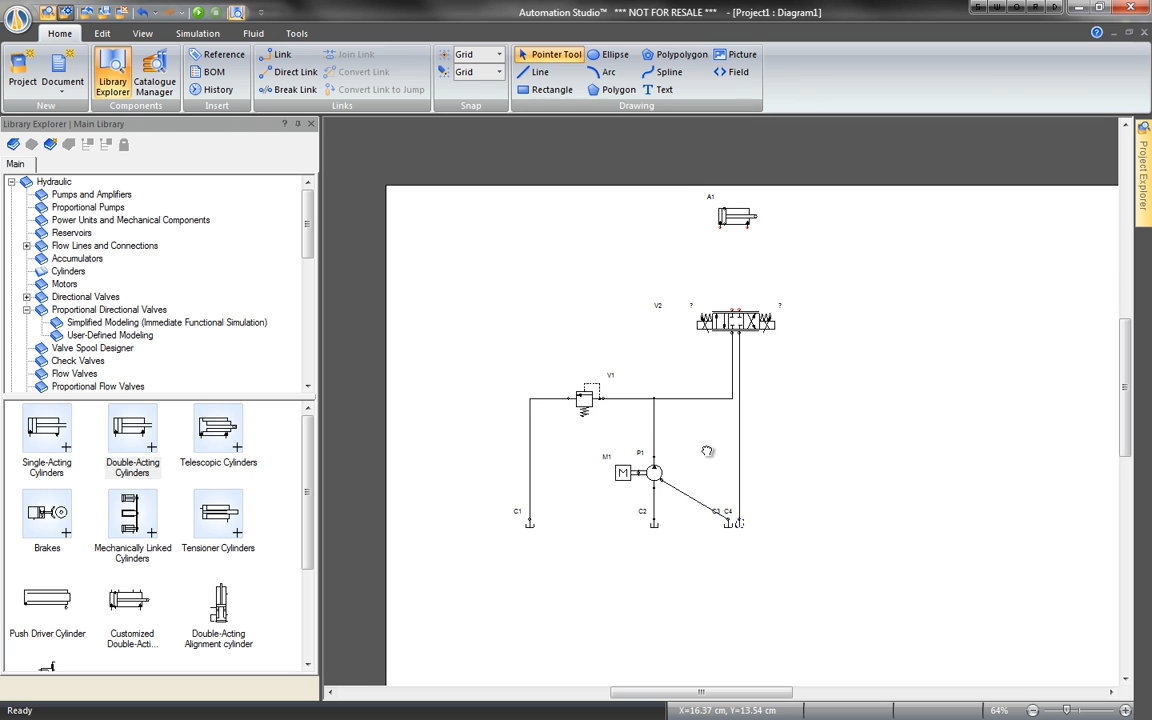 Automation Studio™ *** NOT FOR RESALE *** - [Project1 : Diagram1]
S W O R D
Home Edit View Simulation Fluid Tools
Project
Document
New
Library Explorer
Catalogue Manager
Components
Reference
BOM
History
Insert
Link
Direct Link
Break Link
Join Link
Convert Link
Convert Link to Jump
Links
Grid
Grid
Snap
Pointer Tool
Line
Rectangle
Ellipse
Arc
Polygon
Polypolygon
Spline
Text
Picture
Field
Drawing
Library Explorer | Main Library
Main
Hydraulic
Pumps and Amplifiers
Proportional Pumps
Power Units and Mechanical Components
Reservoirs
Flow Lines and Connections
Accumulators
Cylinders
Motors
Directional Valves
Proportional Directional Valves
Simplified Modeling (Immediate Functional Simulation)
User-Defined Modeling
Valve Spool Designer
Check Valves
Flow Valves
Proportional Flow Valves
Single-Acting Cylinders
Double-Acting Cylinders
Telescopic Cylinders
Brakes
Mechanically Linked Cylinders
Tensioner Cylinders
Push Driver Cylinder
Customized Double-Acti...
Double-Acting Alignment cylinder
A1
V2 ? ?
V1
M1 P1
M
C1 C2 C3 C4
Project Explorer
Ready
X=16.37 cm, Y=13.54 cm
64%